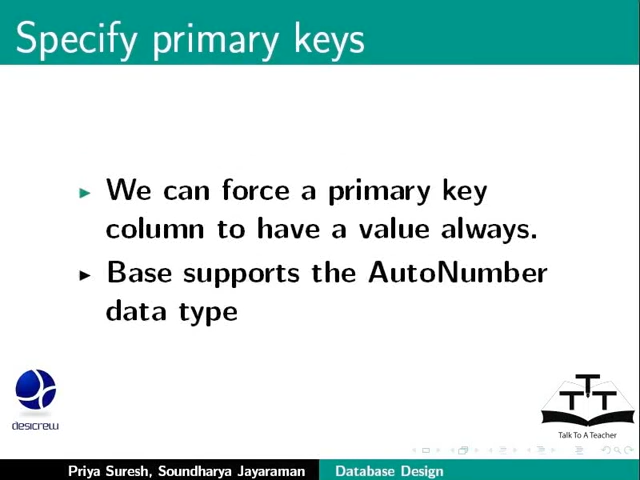 Specify primary keys
We can force a primary key
column to have a value always.
Base supports the AutoNumber
data type
desicrew
T T T
Talk To A Teacher
Priya Suresh, Soundharya Jayaraman Database Design